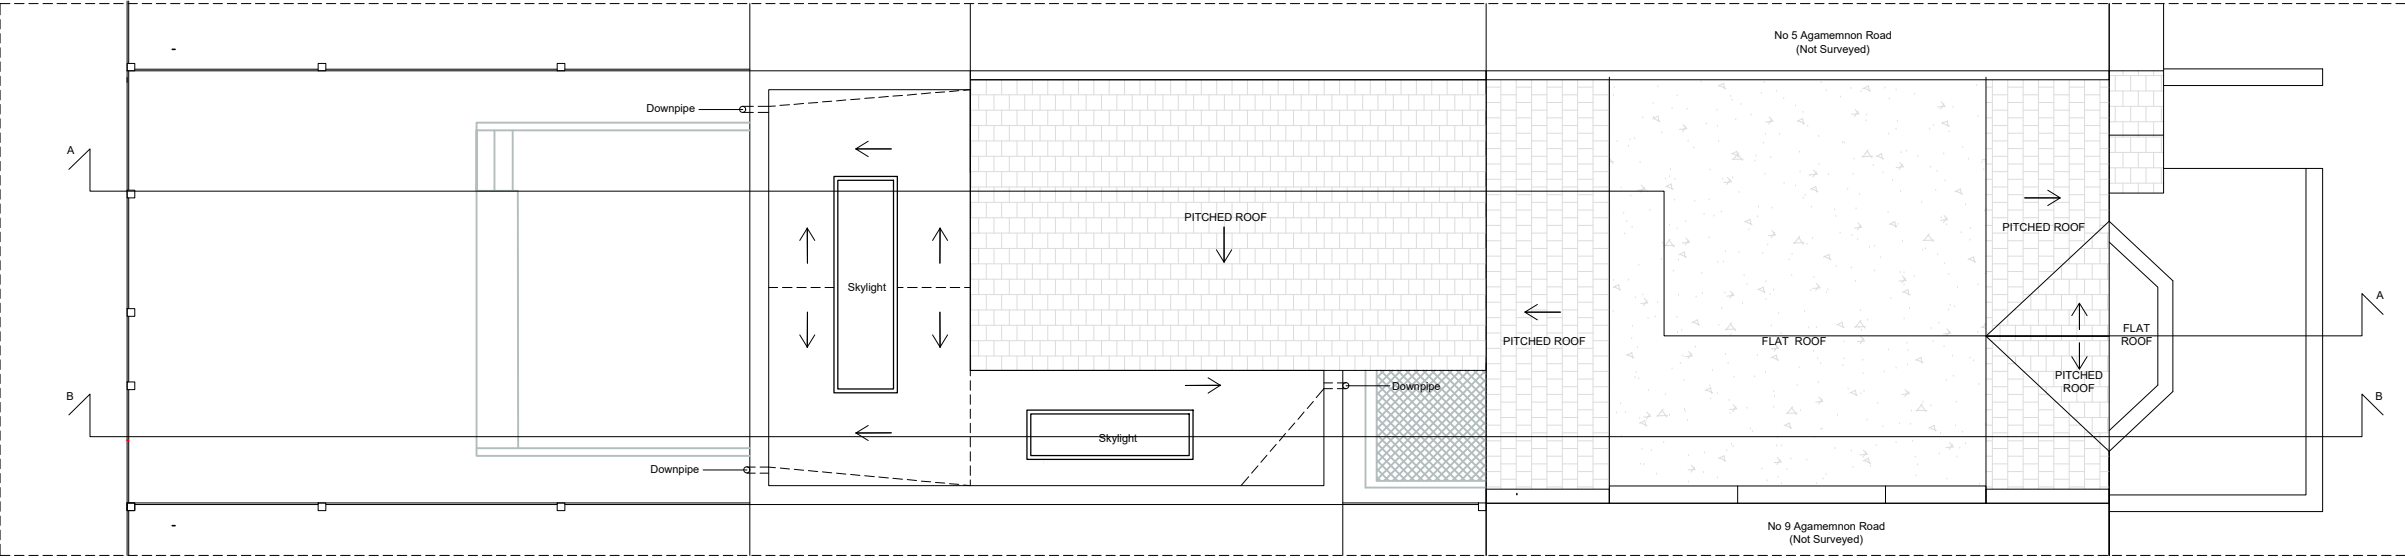 No 5 Agamemnon Road
(Not Surveyed)
Downpipe
A
PITCHED ROOF
PITCHED ROOF
Skylight
A
FLAT
ROOF
PITCHED ROOF
FLAT ROOF
PITCHED
ROOF
Downpipe
B
B
Skylight
Downpipe
No 9 Agamemnon Road
(Not Surveyed)